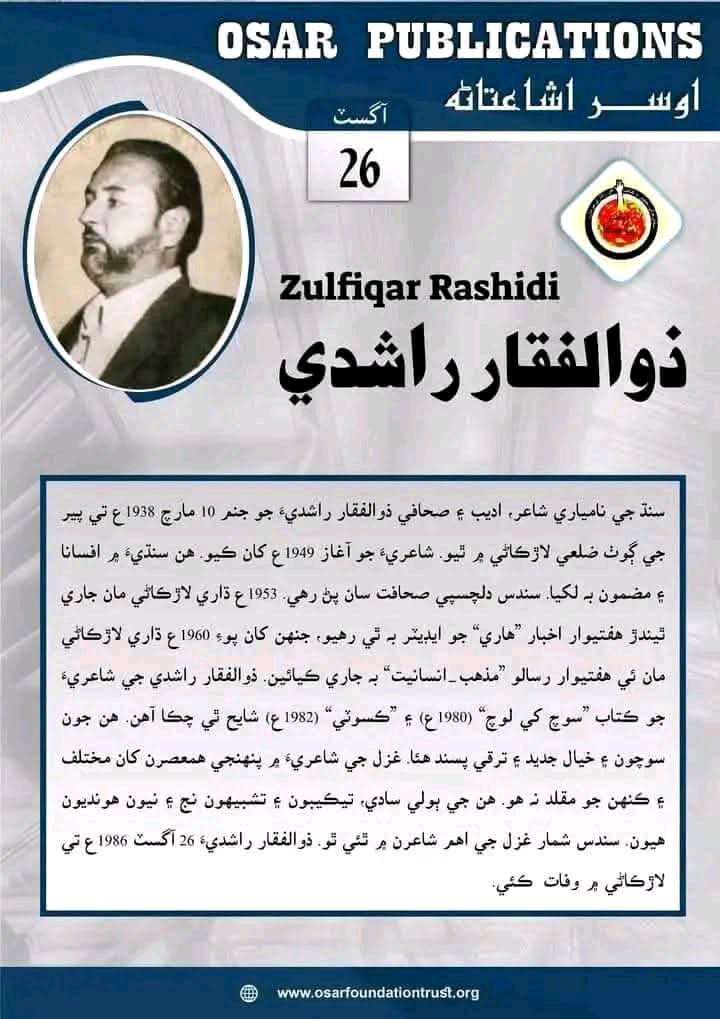 OSAR PUBLICATIONS
اوسر اشاعتاڻه
آگسٽ
26
Zulfiqar Rashidi
ذوالفقار راشدي
سنڌ جي نامياري شاعر، اديب ۽ صحافي ذوالفقار راشديءَ جو جنم 10 مارچ 1938ع تي پير
جي ڳوٺ ضلعي لاڙڪاڻي ۾ ٿيو. شاعريءَ جو آغاز 1949ع کان ڪيو. هن سنڌيءَ ۾ افسانا
۽ مضمون به لکيا. سندس دلچسپي صحافت سان پڻ رهي. 1953ع ڌاري لاڙڪاڻي مان جاري
ٿيندڙ هفتيوار اخبار ”هاري“ جو ايڊيٽر به ٿي رهيو، جنهن کان پوءِ 1960ع ڌاري لاڙڪاڻي
مان ئي هفتيوار رسالو ”مذهب_انسانيت“ به جاري ڪيائين. ذوالفقار راشدي جي شاعريءَ
جو ڪتاب ”سوچ کي لوچ“ (1980ع) ۽ ”ڪسوٽي“ (1982ع) شايع ٿي چڪا آهن. هن جون
سوچون ۽ خيال جديد ۽ ترقي پسند هئا. غزل جي شاعريءَ ۾ پنهنجي همعصرن کان مختلف
۽ ڪنهن جو مقلد نه هو. هن جي ٻولي سادي، تيڪيبون ۽ تشبيهون نج ۽ نيون هونديون
هيون. سندس شمار غزل جي اهم شاعرن ۾ ٿئي ٿو. ذوالفقار راشديءَ 26 آگسٽ 1986ع تي
لاڙڪاڻي ۾ وفات ڪئي.
www.osarfoundationtrust.org